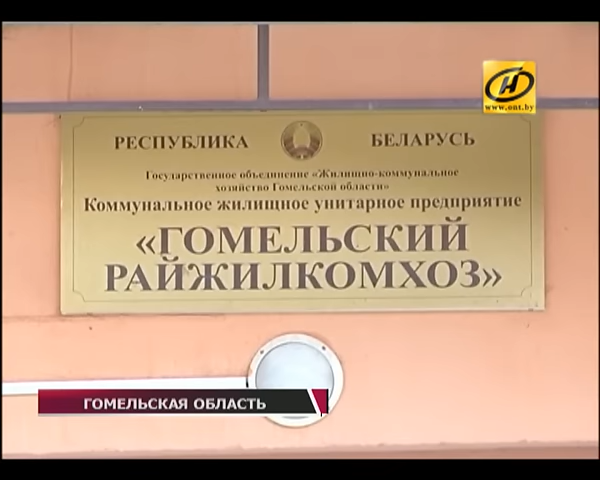 www.ont.by
РЕСПУБЛИКА БЕЛАРУСЬ
Государственное объединение «Жилищно-коммунальное
хозяйство Гомельской области»
Коммунальное жилищное унитарное предприятие
«ГОМЕЛЬСКИЙ
РАЙЖИЛКОМХОЗ»
ГОМЕЛЬСКАЯ ОБЛАСТЬ